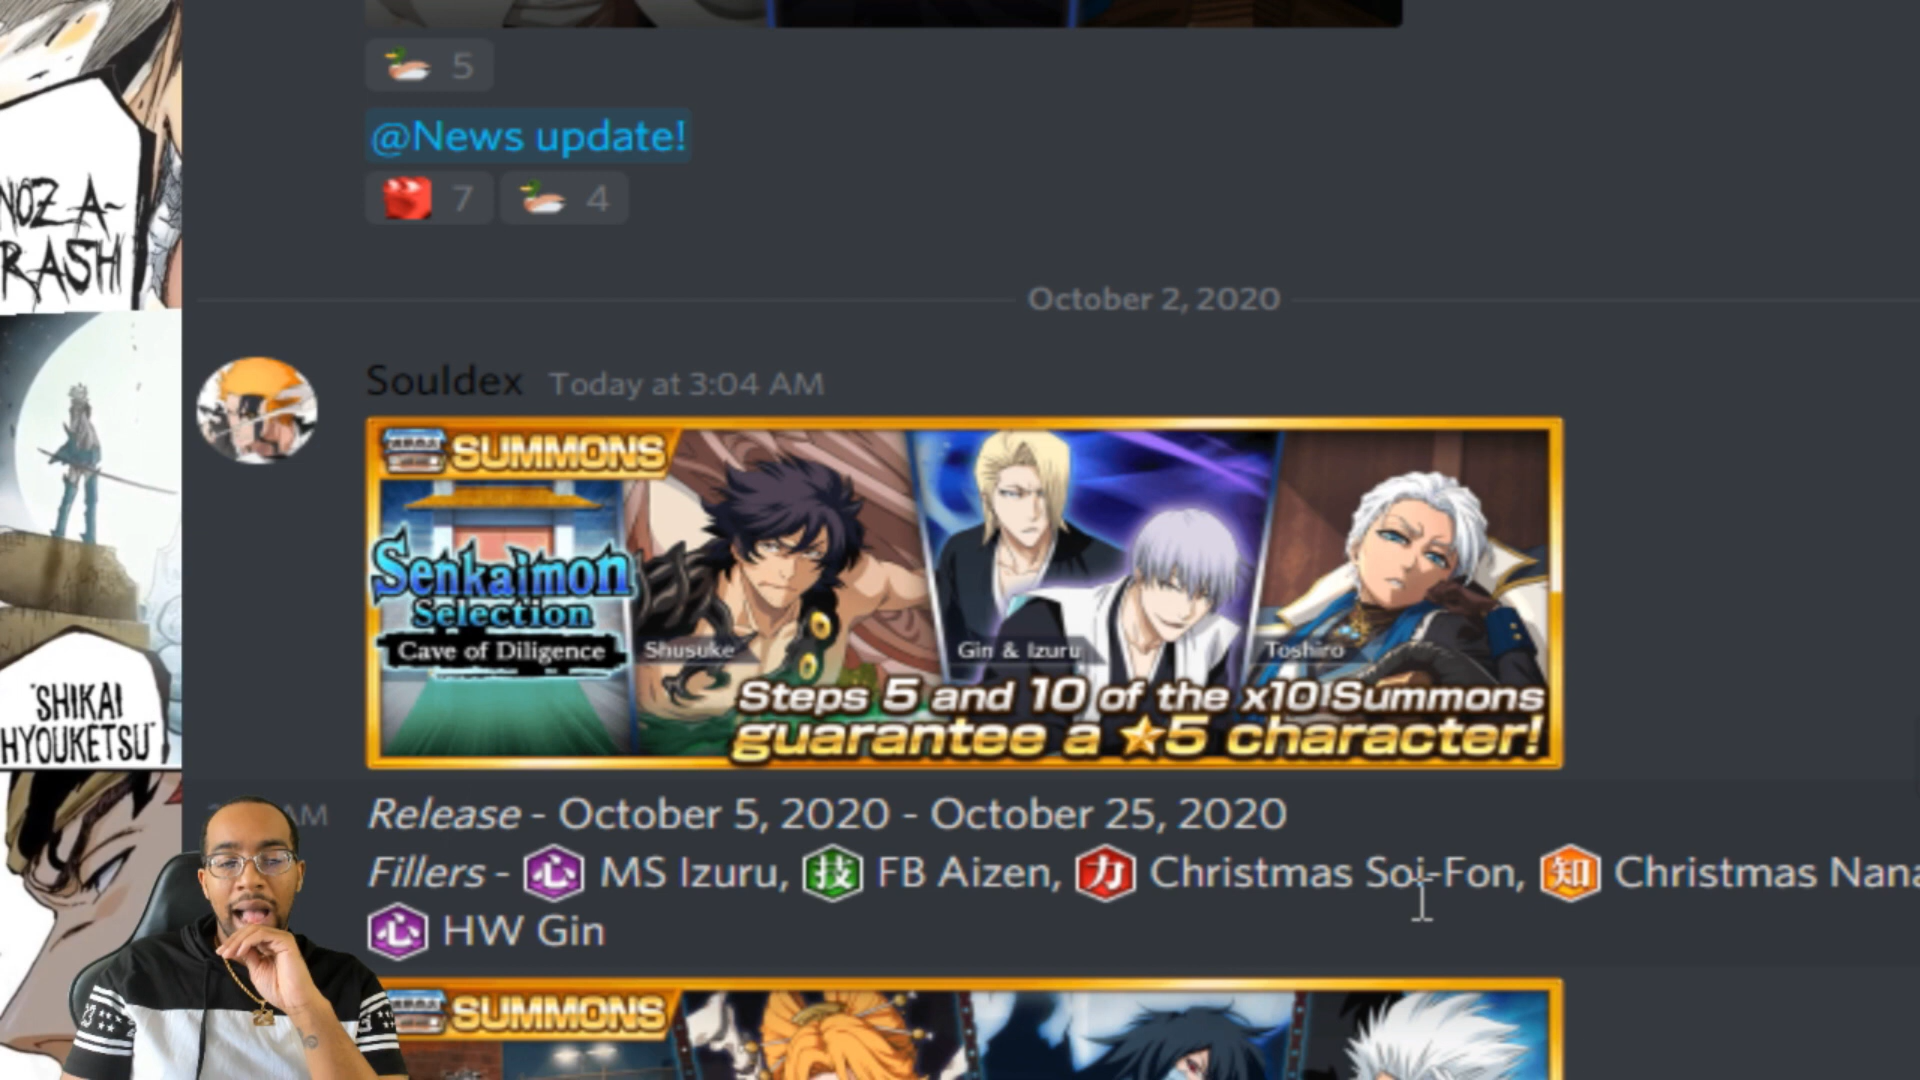 5
@News update!
7 4
NOZ A-
RASHI
October 2, 2020
Souldex Today at 3:04 AM
SUMMONS
Senkaimon
Selection
Cave of Diligence
Shusuke
Gin & Izuru
Toshiro
Steps 5 and 10 of the x10 Summons
guarantee a ★5 character!
"SHIKAI
HYOUKETSU"
AM
Release - October 5, 2020 - October 25, 2020
Fillers - 心 MS Izuru, 技 FB Aizen, 力 Christmas Soi-Fon, 知 Christmas Nana
心 HW Gin
SUMMONS
23